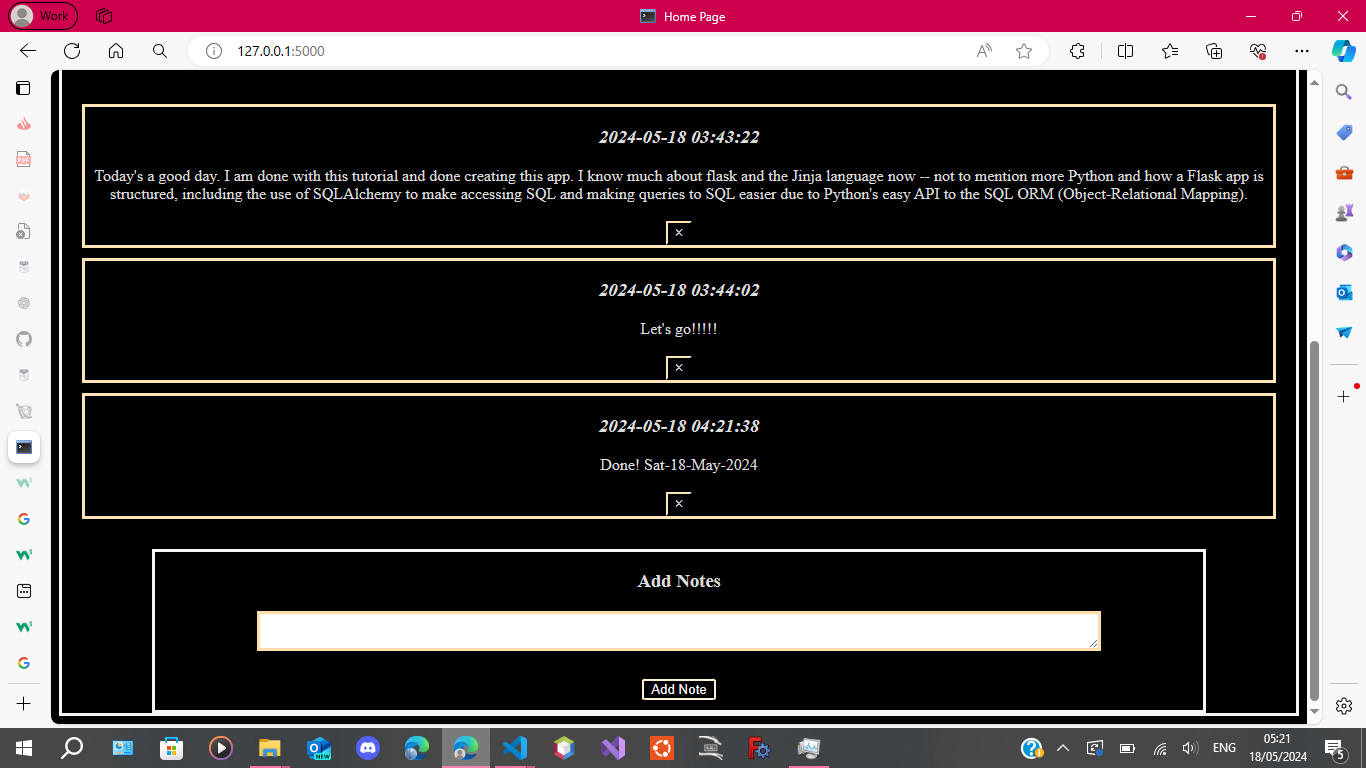 Work
Home Page
127.0.0.1:5000
2024-05-18 03:43:22
Today's a good day. I am done with this tutorial and done creating this app. I know much about flask and the Jinja language now -- not to mention more Python and how a Flask app is
structured, including the use of SQLAlchemy to make accessing SQL and making queries to SQL easier due to Python's easy API to the SQL ORM (Object-Relational Mapping).
×
2024-05-18 03:44:02
Let's go!!!!!
×
2024-05-18 04:21:38
Done! Sat-18-May-2024
×
Add Notes
Add Note
ENG
05:21
18/05/2024
5